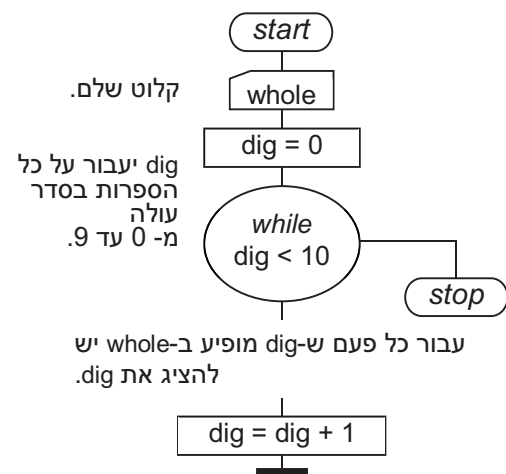 start
קלוט שלם.
whole
dig = 0
dig יעבור על כל
הספרות בסדר
עולה
מ- 0 עד 9.
while
dig < 10
stop
עבור כל פעם ש-dig מופיע ב-whole יש
להציג את dig.
dig = dig + 1